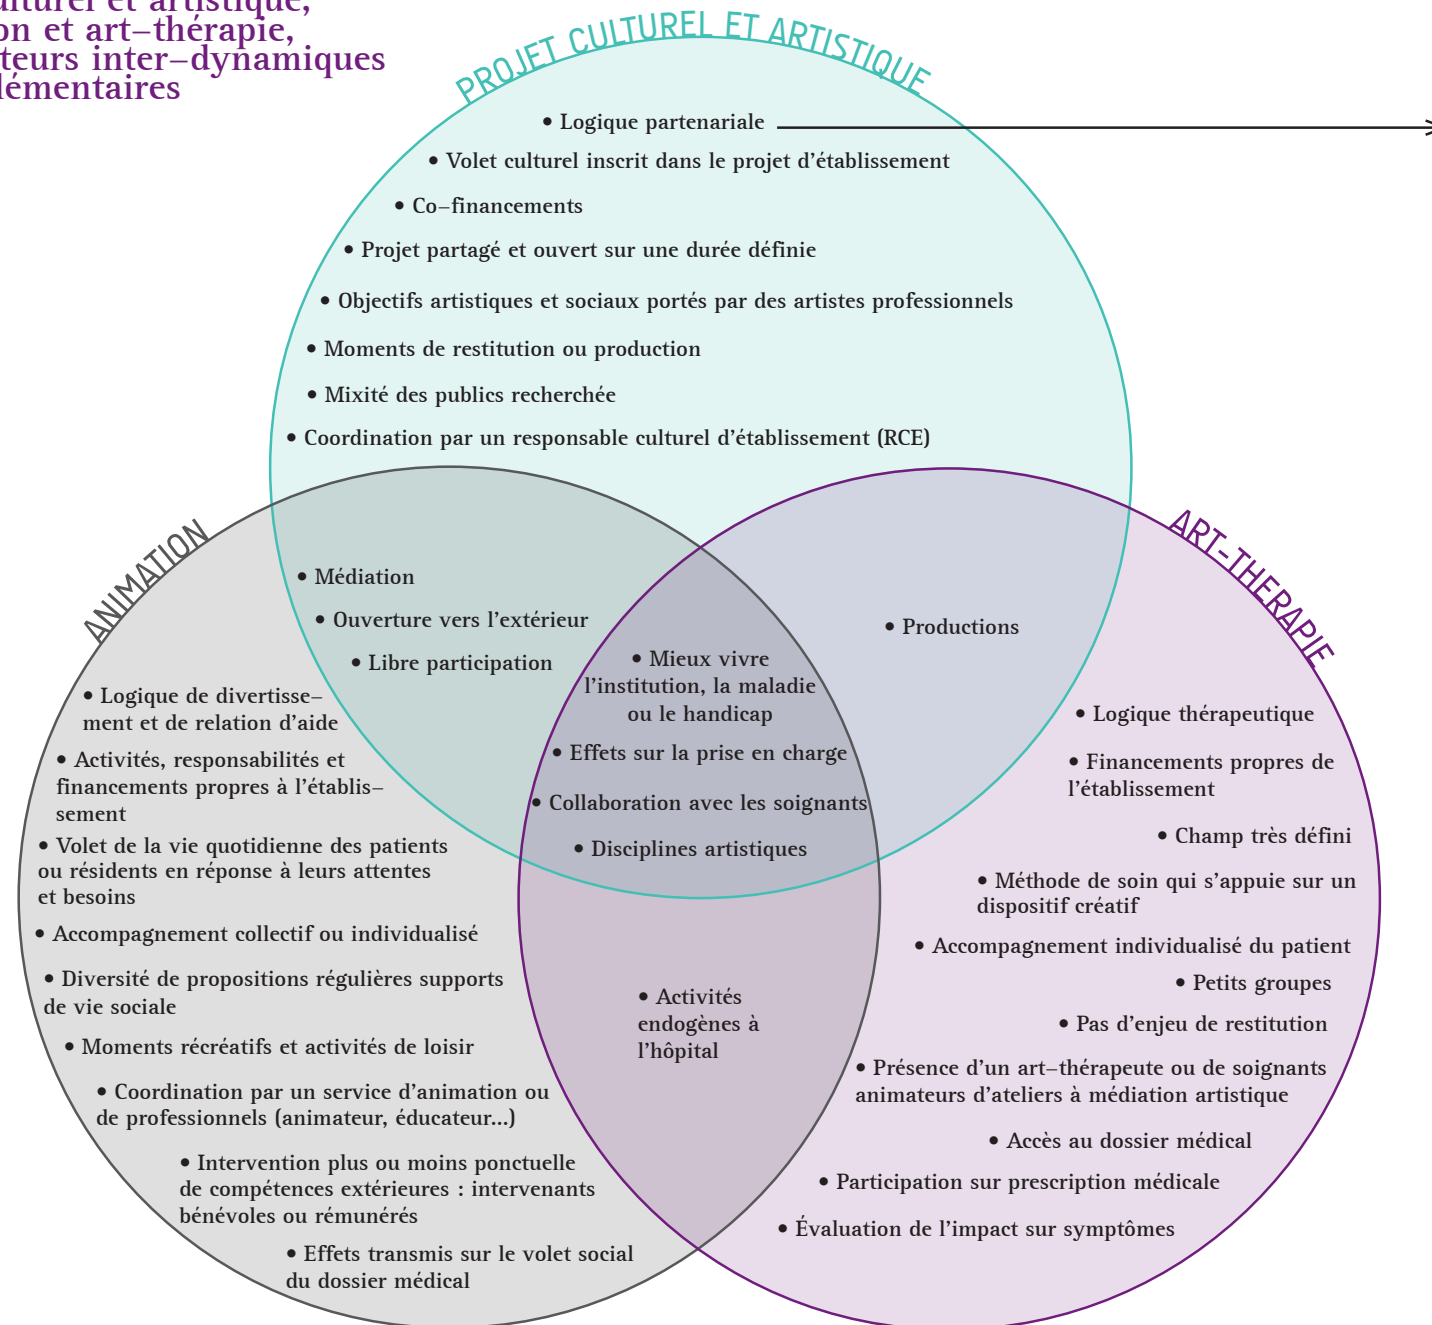 culturel et artistique,
on et art–thérapie,
teurs inter–dynamiques
lémentaires
PROJET CULTUREL ET ARTISTIQUE
• Logique partenariale
• Volet culturel inscrit dans le projet d’établissement
• Co–financements
• Projet partagé et ouvert sur une durée définie
• Objectifs artistiques et sociaux portés par des artistes professionnels
• Moments de restitution ou production
• Mixité des publics recherchée
• Coordination par un responsable culturel d’établissement (RCE)
ANIMATION
• Médiation
• Ouverture vers l’extérieur
• Libre participation
• Logique de divertisse–
ment et de relation d’aide
• Activités, responsabilités et
financements propres à l’établis–
sement
• Volet de la vie quotidienne des patients
ou résidents en réponse à leurs attentes
et besoins
• Accompagnement collectif ou individualisé
• Diversité de propositions régulières supports
de vie sociale
• Moments récréatifs et activités de loisir
• Coordination par un service d’animation ou
de professionnels (animateur, éducateur...)
• Intervention plus ou moins ponctuelle
de compétences extérieures : intervenants
bénévoles ou rémunérés
• Effets transmis sur le volet social
du dossier médical
• Mieux vivre
l’institution, la maladie
ou le handicap
• Effets sur la prise en charge
• Collaboration avec les soignants
• Disciplines artistiques
• Activités
endogènes à
l’hôpital
• Productions
ART-THERAPIE
• Logique thérapeutique
• Financements propres de
l’établissement
• Champ très défini
• Méthode de soin qui s’appuie sur un
dispositif créatif
• Accompagnement individualisé du patient
• Petits groupes
• Pas d’enjeu de restitution
• Présence d’un art–thérapeute ou de soignants
animateurs d’ateliers à médiation artistique
• Accès au dossier médical
• Participation sur prescription médicale
• Évaluation de l’impact sur symptômes